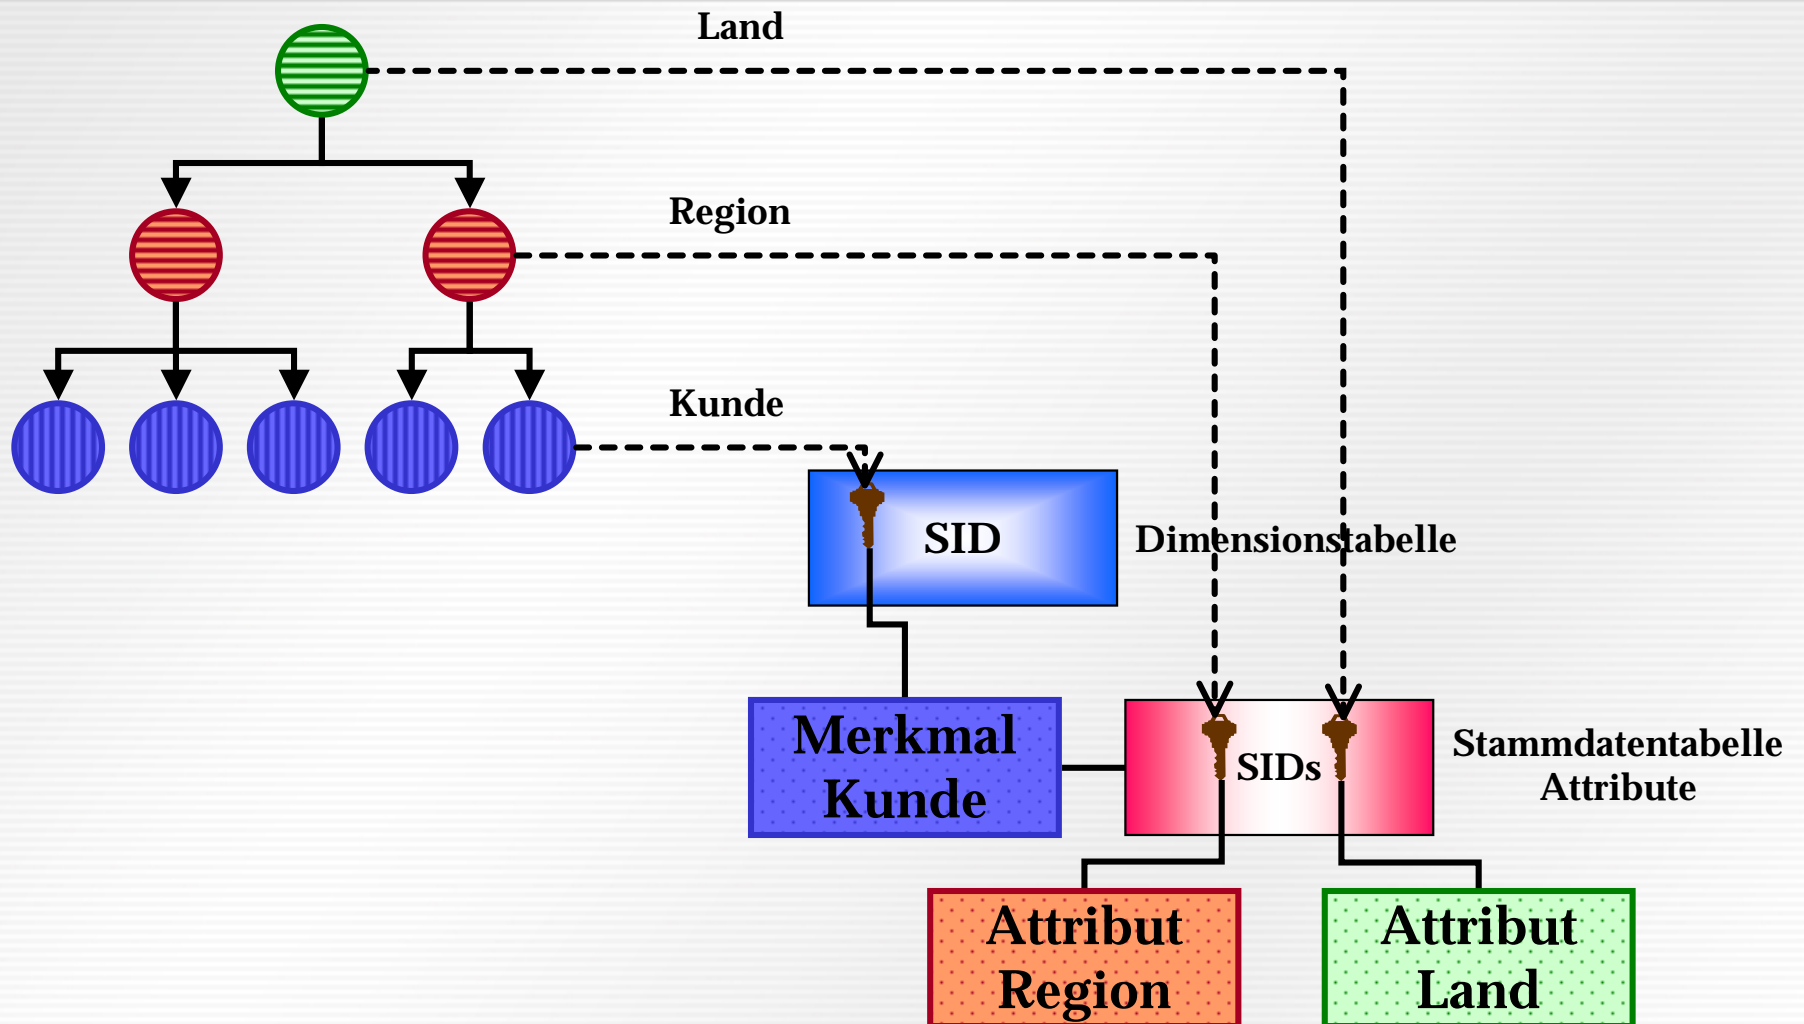 Land
Region
Kunde
SID
Dimensionstabelle
Merkmal
Kunde
SIDs
Stammdatentabelle
Attribute
Attribut
Region
Attribut
Land